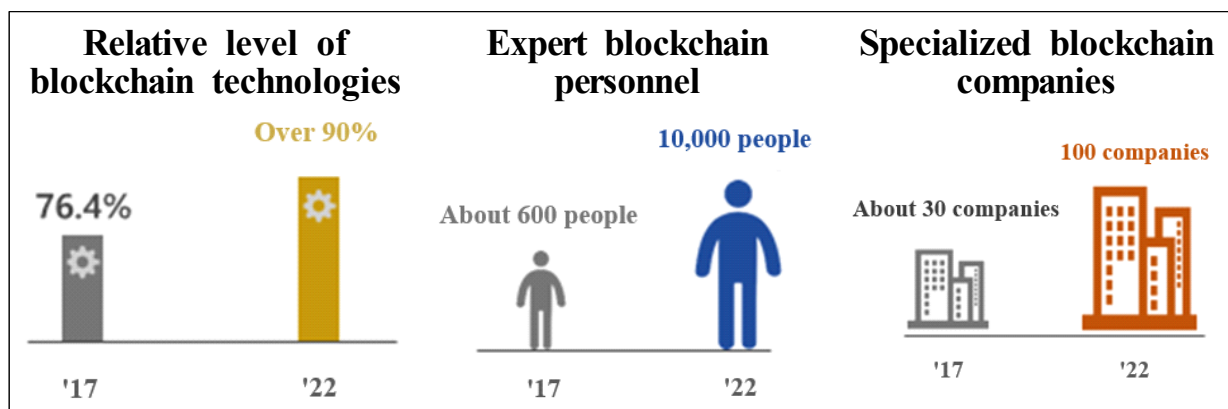 Relative level of
blockchain technologies
Over 90%
76.4%
'17
'22
Expert blockchain
personnel
10,000 people
About 600 people
'17
'22
Specialized blockchain
companies
100 companies
About 30 companies
'17
'22